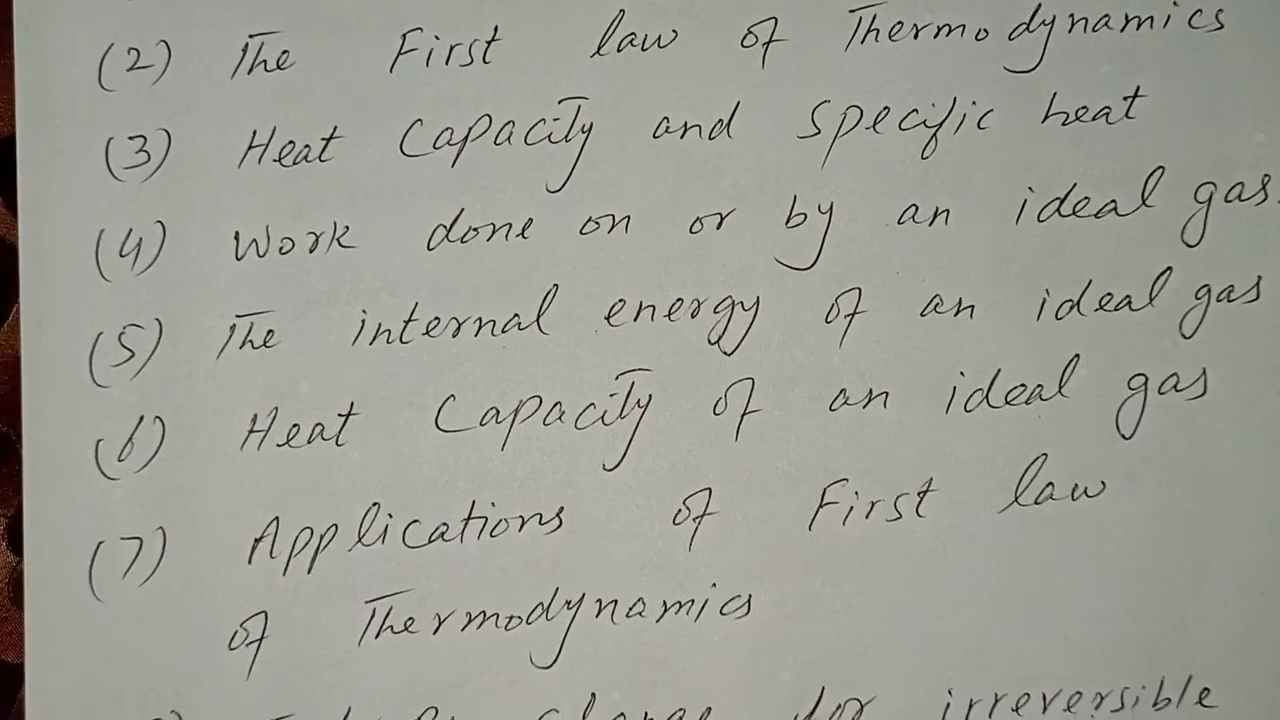 (2) The First law of Thermodynamics
(3) Heat Capacity and Specific heat
(4) Work done on or by an ideal gas.
(5) The internal energy of an ideal gas
(6) Heat Capacity of an ideal gas
(7) Applications of First law
of Thermodynamics
for irreversible